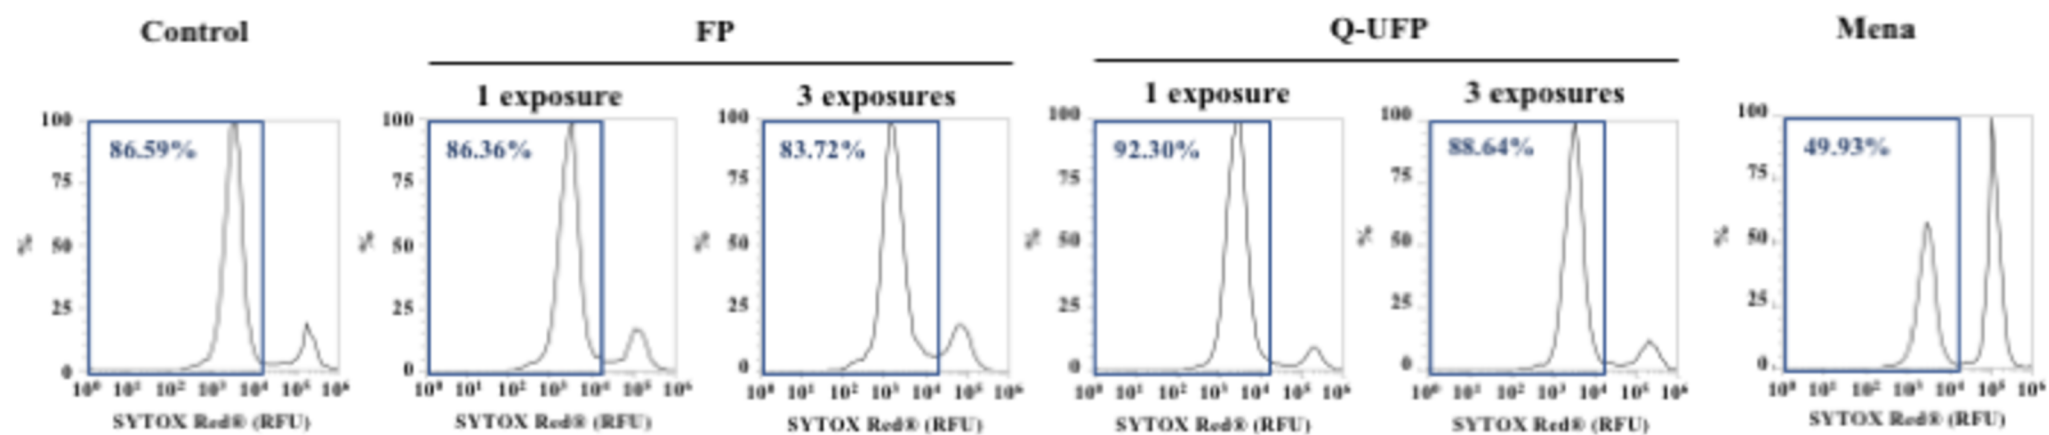 Control
FP
Q-UFP
Mena
1 exposure
3 exposures
1 exposure
3 exposures
100
75
50
25
0
%
86.59%
10⁰ 10¹ 10² 10³ 10⁴ 10⁵ 10⁶
SYTOX Red® (RFU)
100
75
50
25
0
%
86.36%
10⁰ 10¹ 10² 10³ 10⁴ 10⁵ 10⁶
SYTOX Red® (RFU)
100
75
50
25
0
%
83.72%
10⁰ 10¹ 10² 10³ 10⁴ 10⁵ 10⁶
SYTOX Red® (RFU)
100
75
50
25
0
%
92.30%
10⁰ 10¹ 10² 10³ 10⁴ 10⁵ 10⁶
SYTOX Red® (RFU)
100
75
50
25
0
%
88.64%
10⁰ 10¹ 10² 10³ 10⁴ 10⁵ 10⁶
SYTOX Red® (RFU)
100
75
50
25
0
%
49.93%
10⁰ 10¹ 10² 10³ 10⁴ 10⁵ 10⁶
SYTOX Red® (RFU)